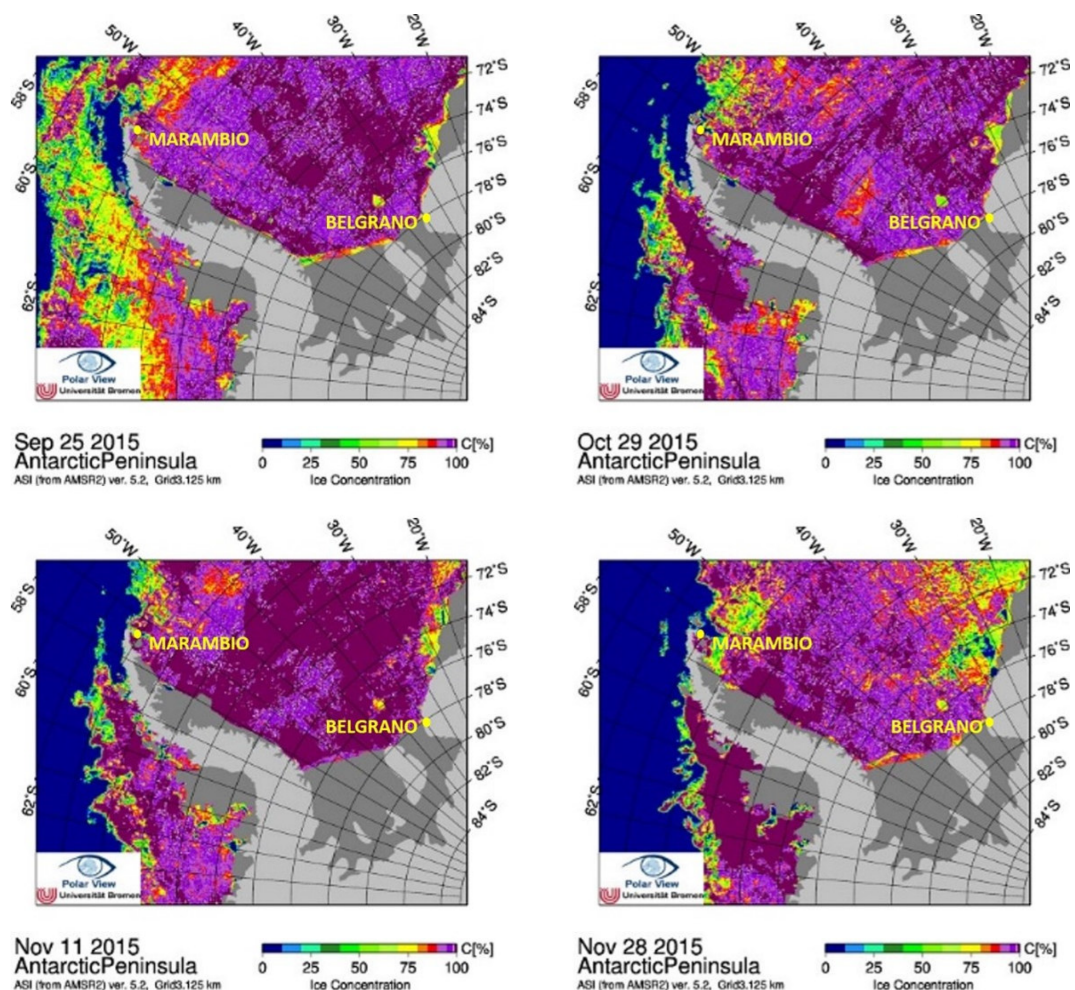 50°W
40°W
30°W
20°W
58°S
60°S
62°S
72°S
74°S
76°S
78°S
80°S
82°S
84°S
MARAMBIO
BELGRANO
Polar View
Universität Bremen
Sep 25 2015
AntarcticPeninsula
ASI (from AMSR2) ver. 5.2, Grid3.125 km
C[%]
0 25 50 75 100
Ice Concentration
50°W
40°W
30°W
20°W
58°S
60°S
62°S
72°S
74°S
76°S
78°S
80°S
82°S
84°S
MARAMBIO
BELGRANO
Polar View
Universität Bremen
Oct 29 2015
AntarcticPeninsula
ASI (from AMSR2) ver. 5.2, Grid3.125 km
C[%]
0 25 50 75 100
Ice Concentration
50°W
40°W
30°W
20°W
58°S
60°S
62°S
72°S
74°S
76°S
78°S
80°S
82°S
84°S
MARAMBIO
BELGRANO
Polar View
Universität Bremen
Nov 11 2015
AntarcticPeninsula
ASI (from AMSR2) ver. 5.2, Grid3.125 km
C[%]
0 25 50 75 100
Ice Concentration
50°W
40°W
30°W
20°W
58°S
60°S
62°S
72°S
74°S
76°S
78°S
80°S
82°S
84°S
MARAMBIO
BELGRANO
Polar View
Universität Bremen
Nov 28 2015
AntarcticPeninsula
ASI (from AMSR2) ver. 5.2, Grid3.125 km
C[%]
0 25 50 75 100
Ice Concentration